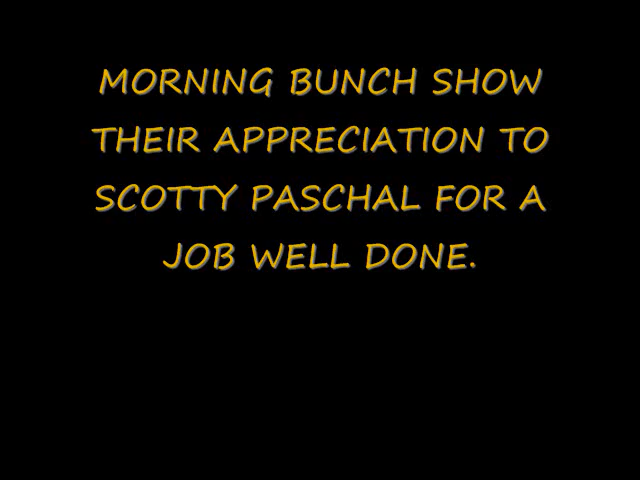 MORNING BUNCH SHOW
THEIR APPRECIATION TO
SCOTTY PASCHAL FOR A
JOB WELL DONE.